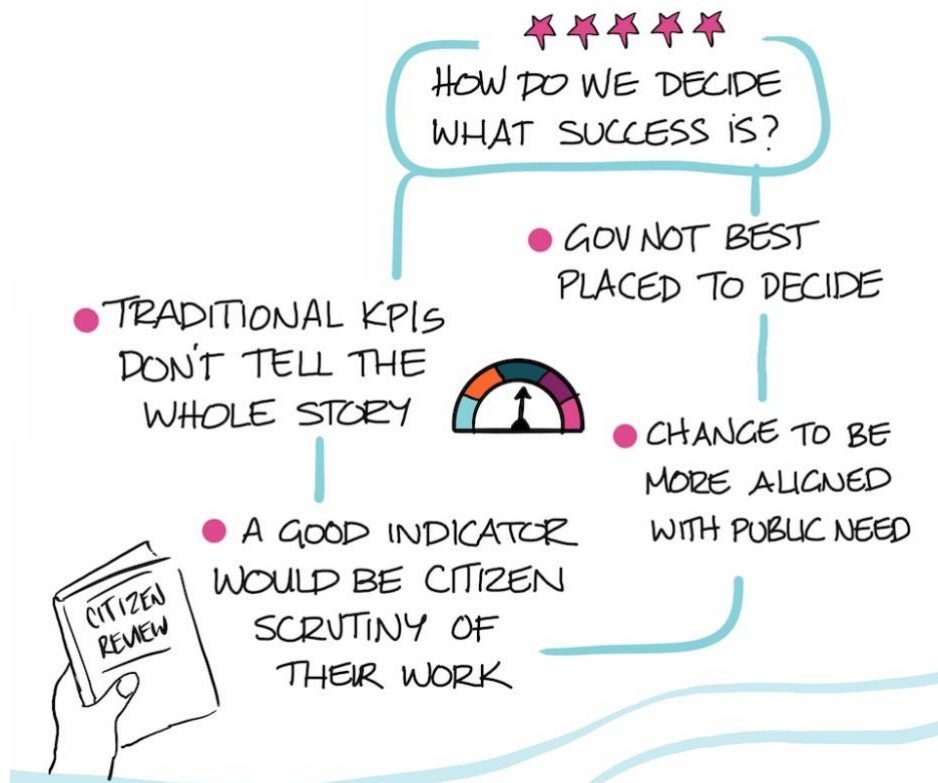 HOW DO WE DECIDE
WHAT SUCCESS IS?
GOV NOT BEST
PLACED TO DECIDE
TRADITIONAL KPIS
DON'T TELL THE
WHOLE STORY
CHANGE TO BE
MORE ALIGNED
WITH PUBLIC NEED
A GOOD INDICATOR
WOULD BE CITIZEN
SCRUTINY OF
THEIR WORK
CITIZEN
REVIEW